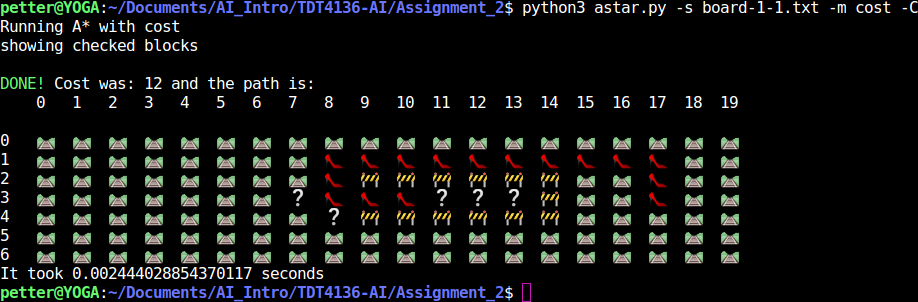 petter@YOGA:~/Documents/AI_Intro/TDT4136-AI/Assignment_2$ python3 astar.py -s board-1-1.txt -m cost -C
Running A* with cost
showing checked blocks
DONE! Cost was: 12 and the path is:
0 1 2 3 4 5 6 7 8 9 10 11 12 13 14 15 16 17 18 19
0
1
2
3 ? ? ? ?
4 ?
5
6
It took 0.002444028854370117 seconds
petter@YOGA:~/Documents/AI_Intro/TDT4136-AI/Assignment_2$